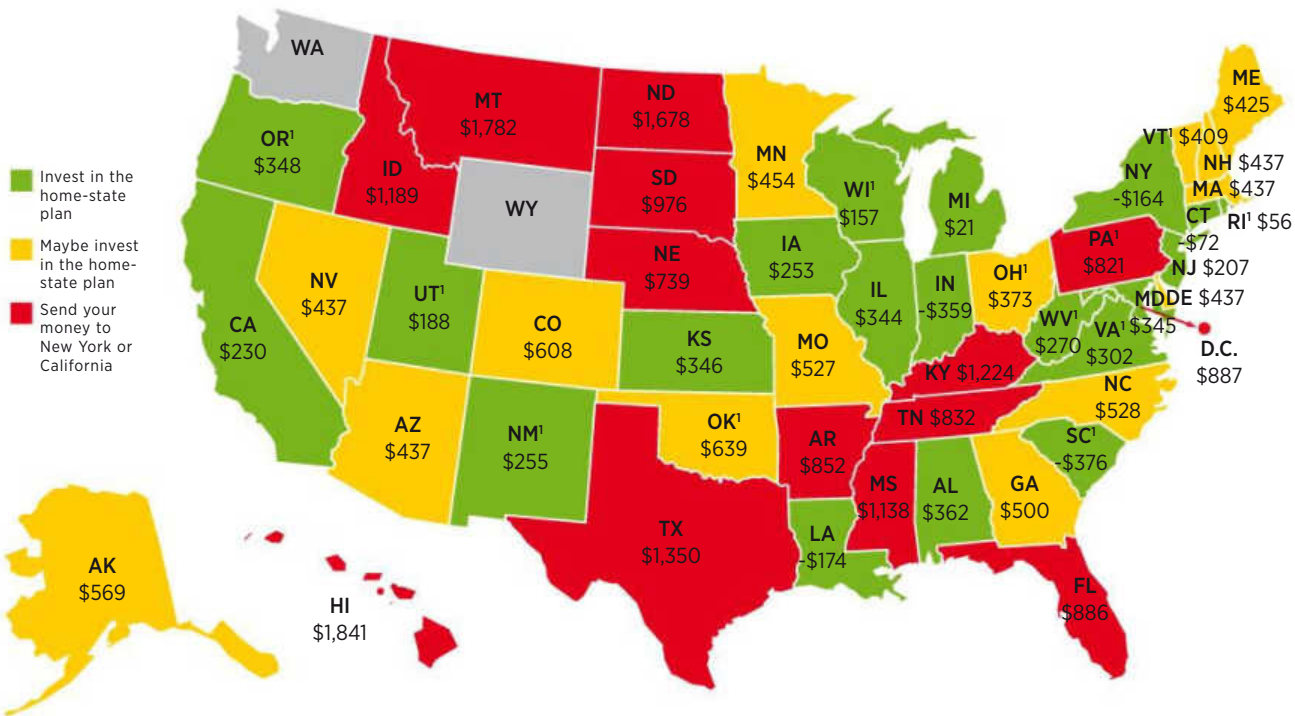 WA
MT
$1,782
ND
$1,678
ME
$425
OR¹
$348
ID
$1,189
MN
$454
VT¹ $409
NH $437
MA $437
NY
-$164
SD
$976
WI¹
$157
MI
$21
CT
-$72
RI¹ $56
Invest in the
home-state
plan
WY
PA¹
$821
NJ $207
Maybe invest
in the home-
state plan
NE
$739
IA
$253
OH¹
$373
IN
-$359
IL
$344
MD
$345
DE $437
NV
$437
UT¹
$188
Send your
money to
New York or
California
CA
$230
CO
$608
KS
$346
MO
$527
WV¹
$270
VA¹
$302
D.C.
$887
KY $1,224
NC
$528
TN $832
AZ
$437
NM¹
$255
OK¹
$639
AR
$852
SC¹
-$376
MS
$1,138
AL
$362
GA
$500
TX
$1,350
LA
-$174
AK
$569
FL
$886
HI
$1,841